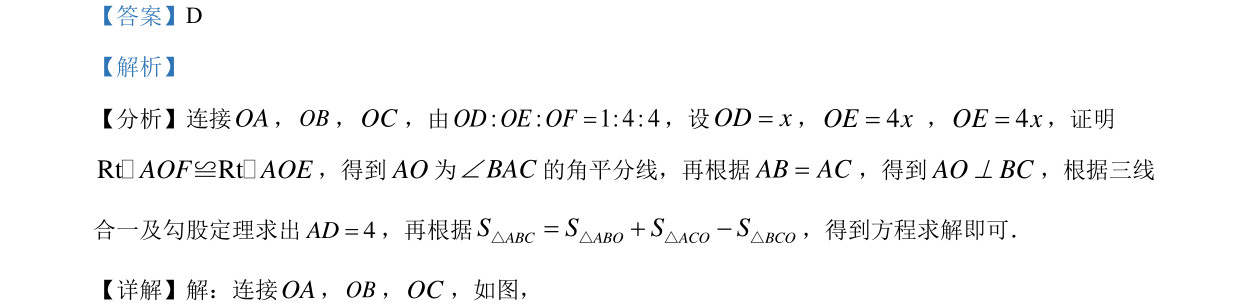 【答案】D
【解析】
【分析】连接OA，OB，OC，由OD:OE:OF=1:4:4，设OD=x，OE=4x，OE=4x，证明
Rt□AOF≌Rt□AOE，得到AO为∠BAC的角平分线，再根据AB=AC，得到AO⊥BC，根据三线
合一及勾股定理求出AD=4，再根据S△ABC=S△ABO+S△ACO−S△BCO，得到方程求解即可．
【详解】解：连接OA，OB，OC，如图，